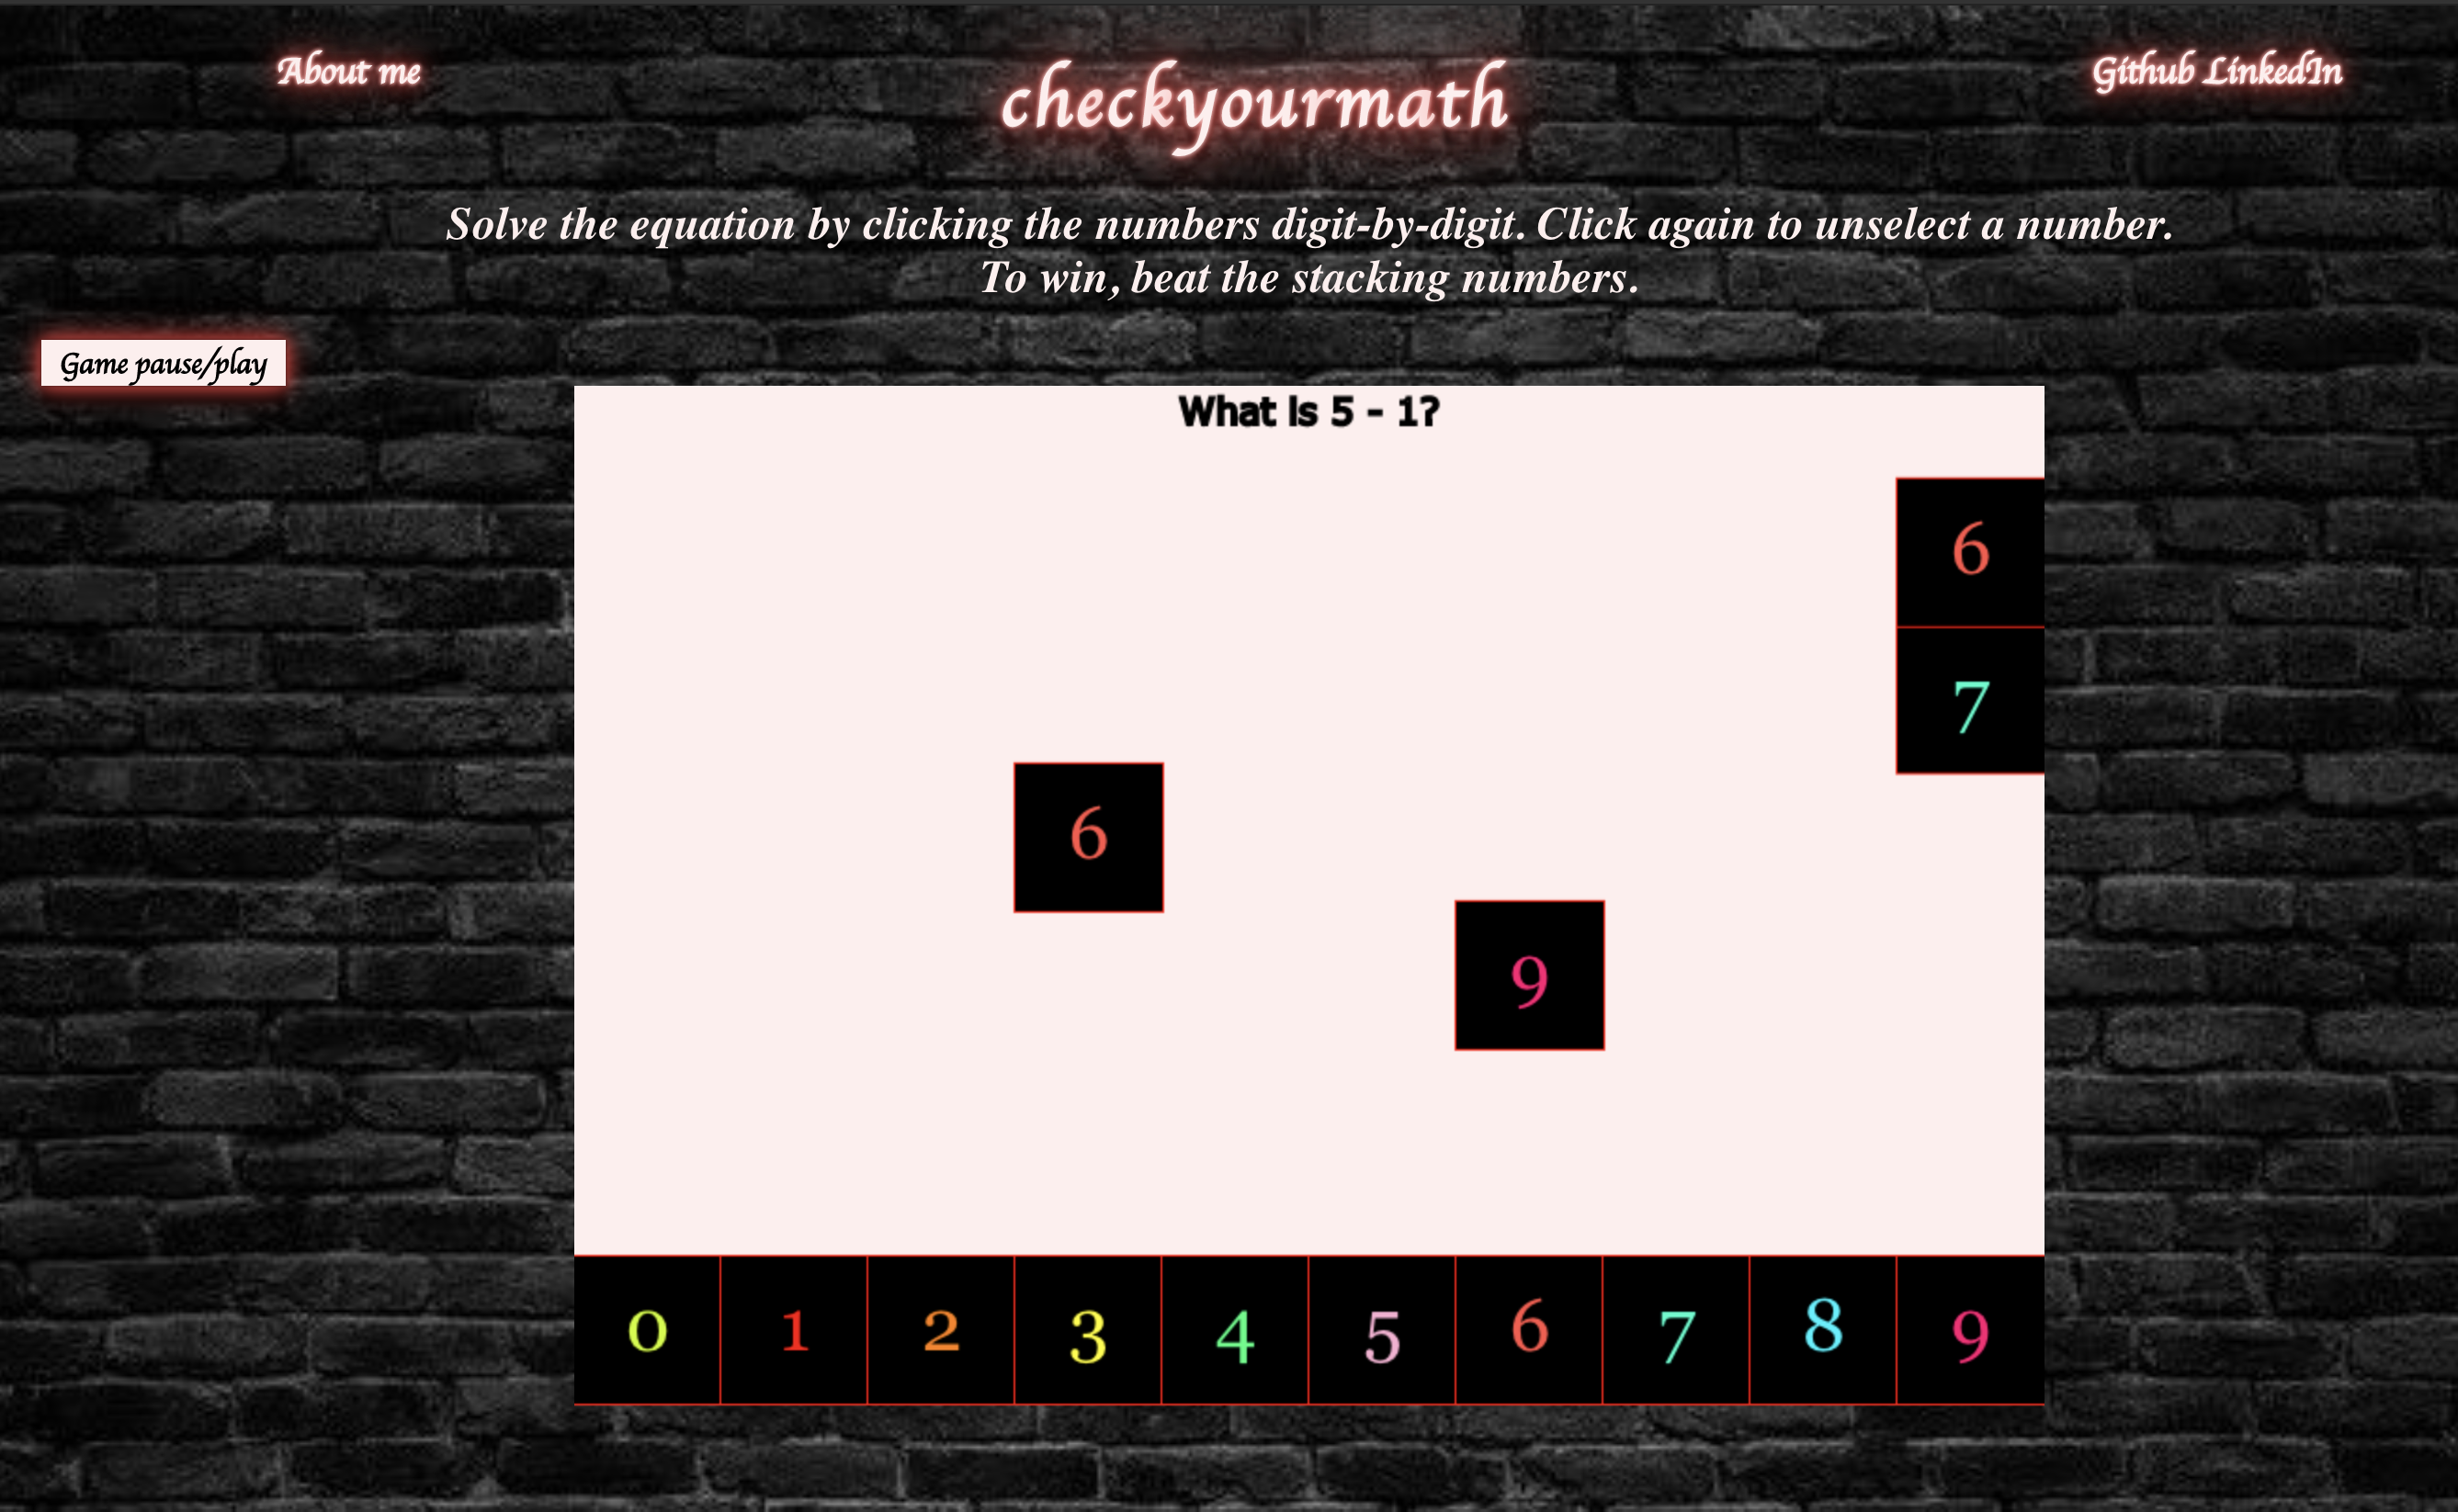 About me
checkyourmath
Github LinkedIn
Solve the equation by clicking the numbers digit-by-digit. Click again to unselect a number.
To win, beat the stacking numbers.
Game pause/play
What is 5 - 1?
6
7
6
9
0 1 2 3 4 5 6 7 8 9